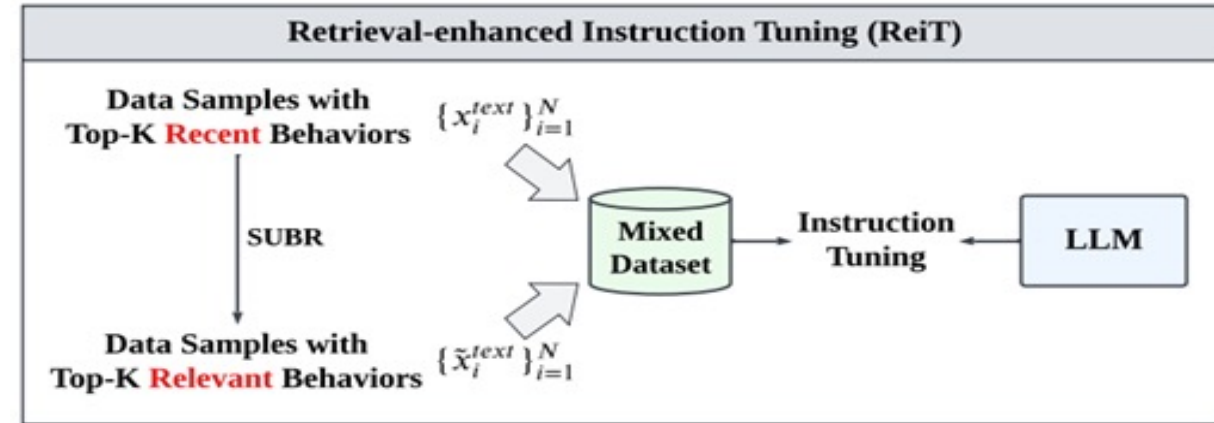 Retrieval-enhanced Instruction Tuning (ReiT)
Data Samples with
Top-K Recent Behaviors
{x_i^{text}}_{i=1}^N
SUBR
Mixed
Dataset
Instruction
Tuning
LLM
Data Samples with
Top-K Relevant Behaviors
{x̃_i^{text}}_{i=1}^N